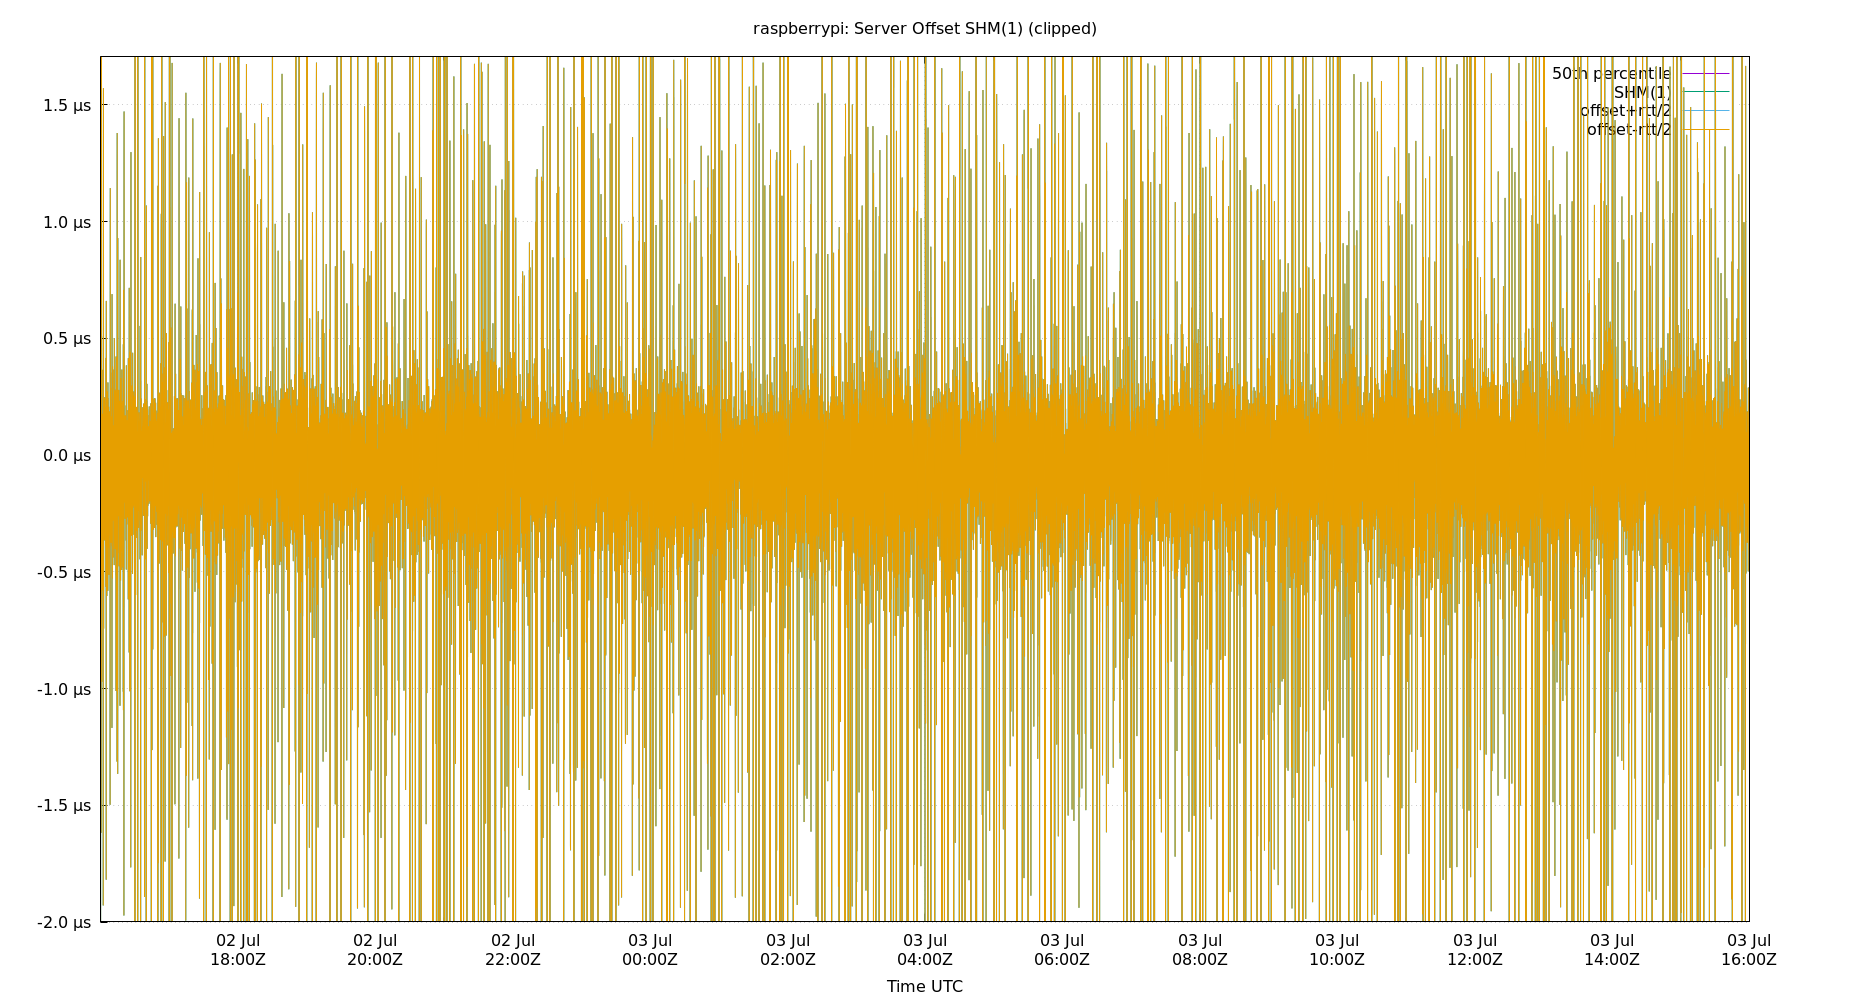 raspberrypi: Server Offset SHM(1) (clipped)
50th percentile
SHM(1)
offset+rtt/2
offset-rtt/2
1.5 µs
1.0 µs
0.5 µs
0.0 µs
-0.5 µs
-1.0 µs
-1.5 µs
-2.0 µs
02 Jul 02 Jul 02 Jul 03 Jul 03 Jul 03 Jul 03 Jul 03 Jul 03 Jul 03 Jul 03 Jul 03 Jul
18:00Z 20:00Z 22:00Z 00:00Z 02:00Z 04:00Z 06:00Z 08:00Z 10:00Z 12:00Z 14:00Z 16:00Z
Time UTC